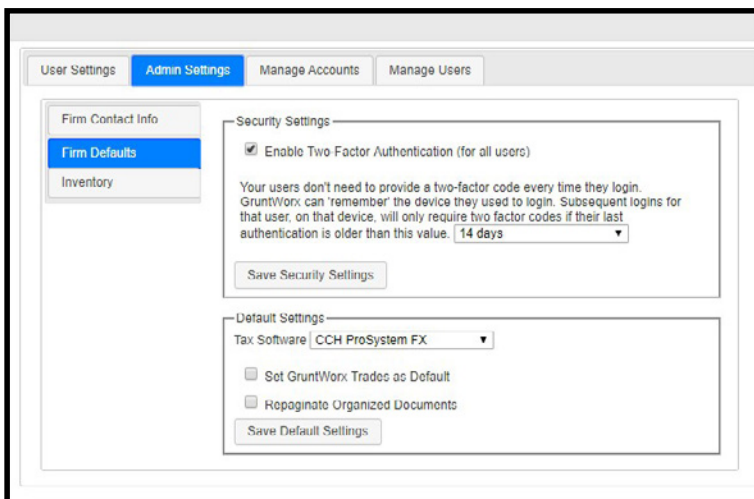 User Settings
Admin Settings
Manage Accounts
Manage Users
Firm Contact Info
Firm Defaults
Inventory
Security Settings
Enable Two-Factor Authentication (for all users)
Your users don't need to provide a two-factor code every time they login.
GruntWorx can 'remember' the device they used to login. Subsequent logins for
that user, on that device, will only require two factor codes if their last
authentication is older than this value. 14 days
Save Security Settings
Default Settings
Tax Software CCH ProSystem FX
Set GruntWorx Trades as Default
Repaginate Organized Documents
Save Default Settings